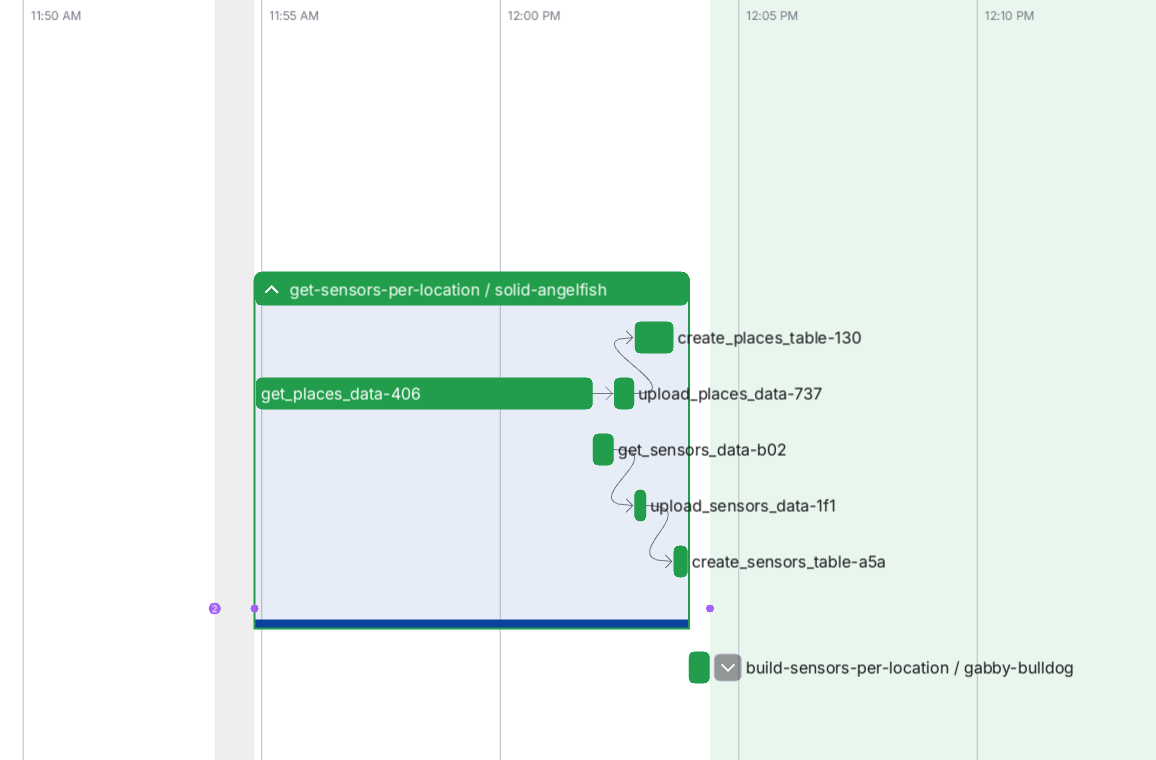 11:50 AM
11:55 AM
12:00 PM
12:05 PM
12:10 PM
get-sensors-per-location / solid-angelfish
create_places_table-130
get_places_data-406
upload_places_data-737
get_sensors_data-b02
upload_sensors_data-1f1
create_sensors_table-a5a
2
build-sensors-per-location / gabby-bulldog